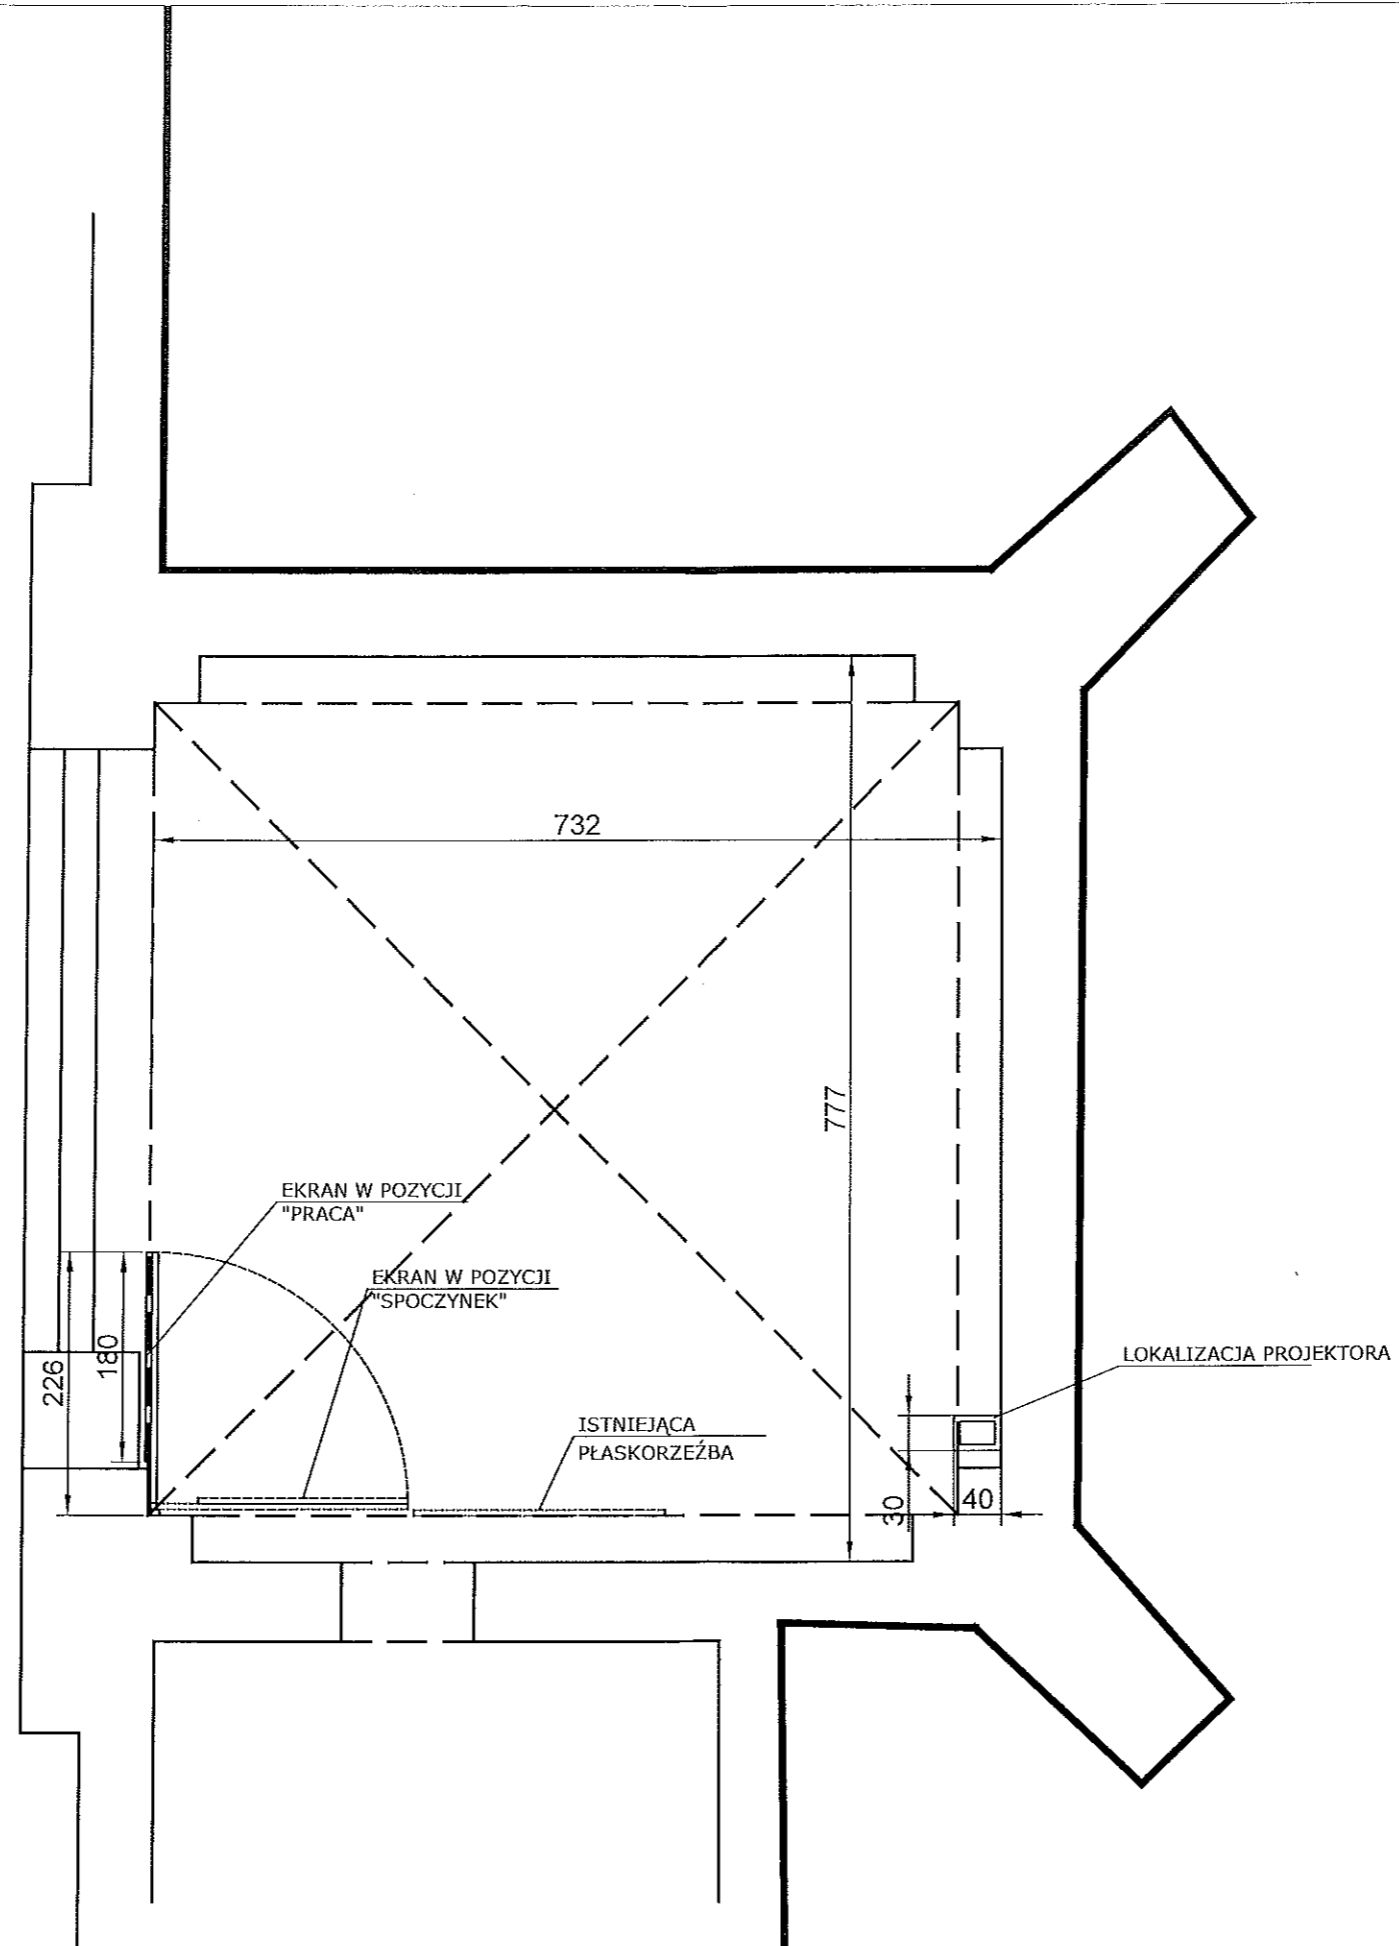 732
777
EKRAN W POZYCJI
"PRACA"
EKRAN W POZYCJI
"SPOCZYNEK"
226
180
LOKALIZACJA PROJEKTORA
ISTNIEJĄCA
PŁASKORZEŹBA
30
40